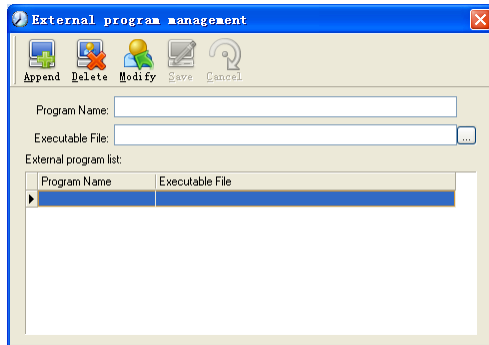 External program management
Append Delete Modify Save Cancel
Program Name:
Executable File: ...
External program list:
Program Name Executable File